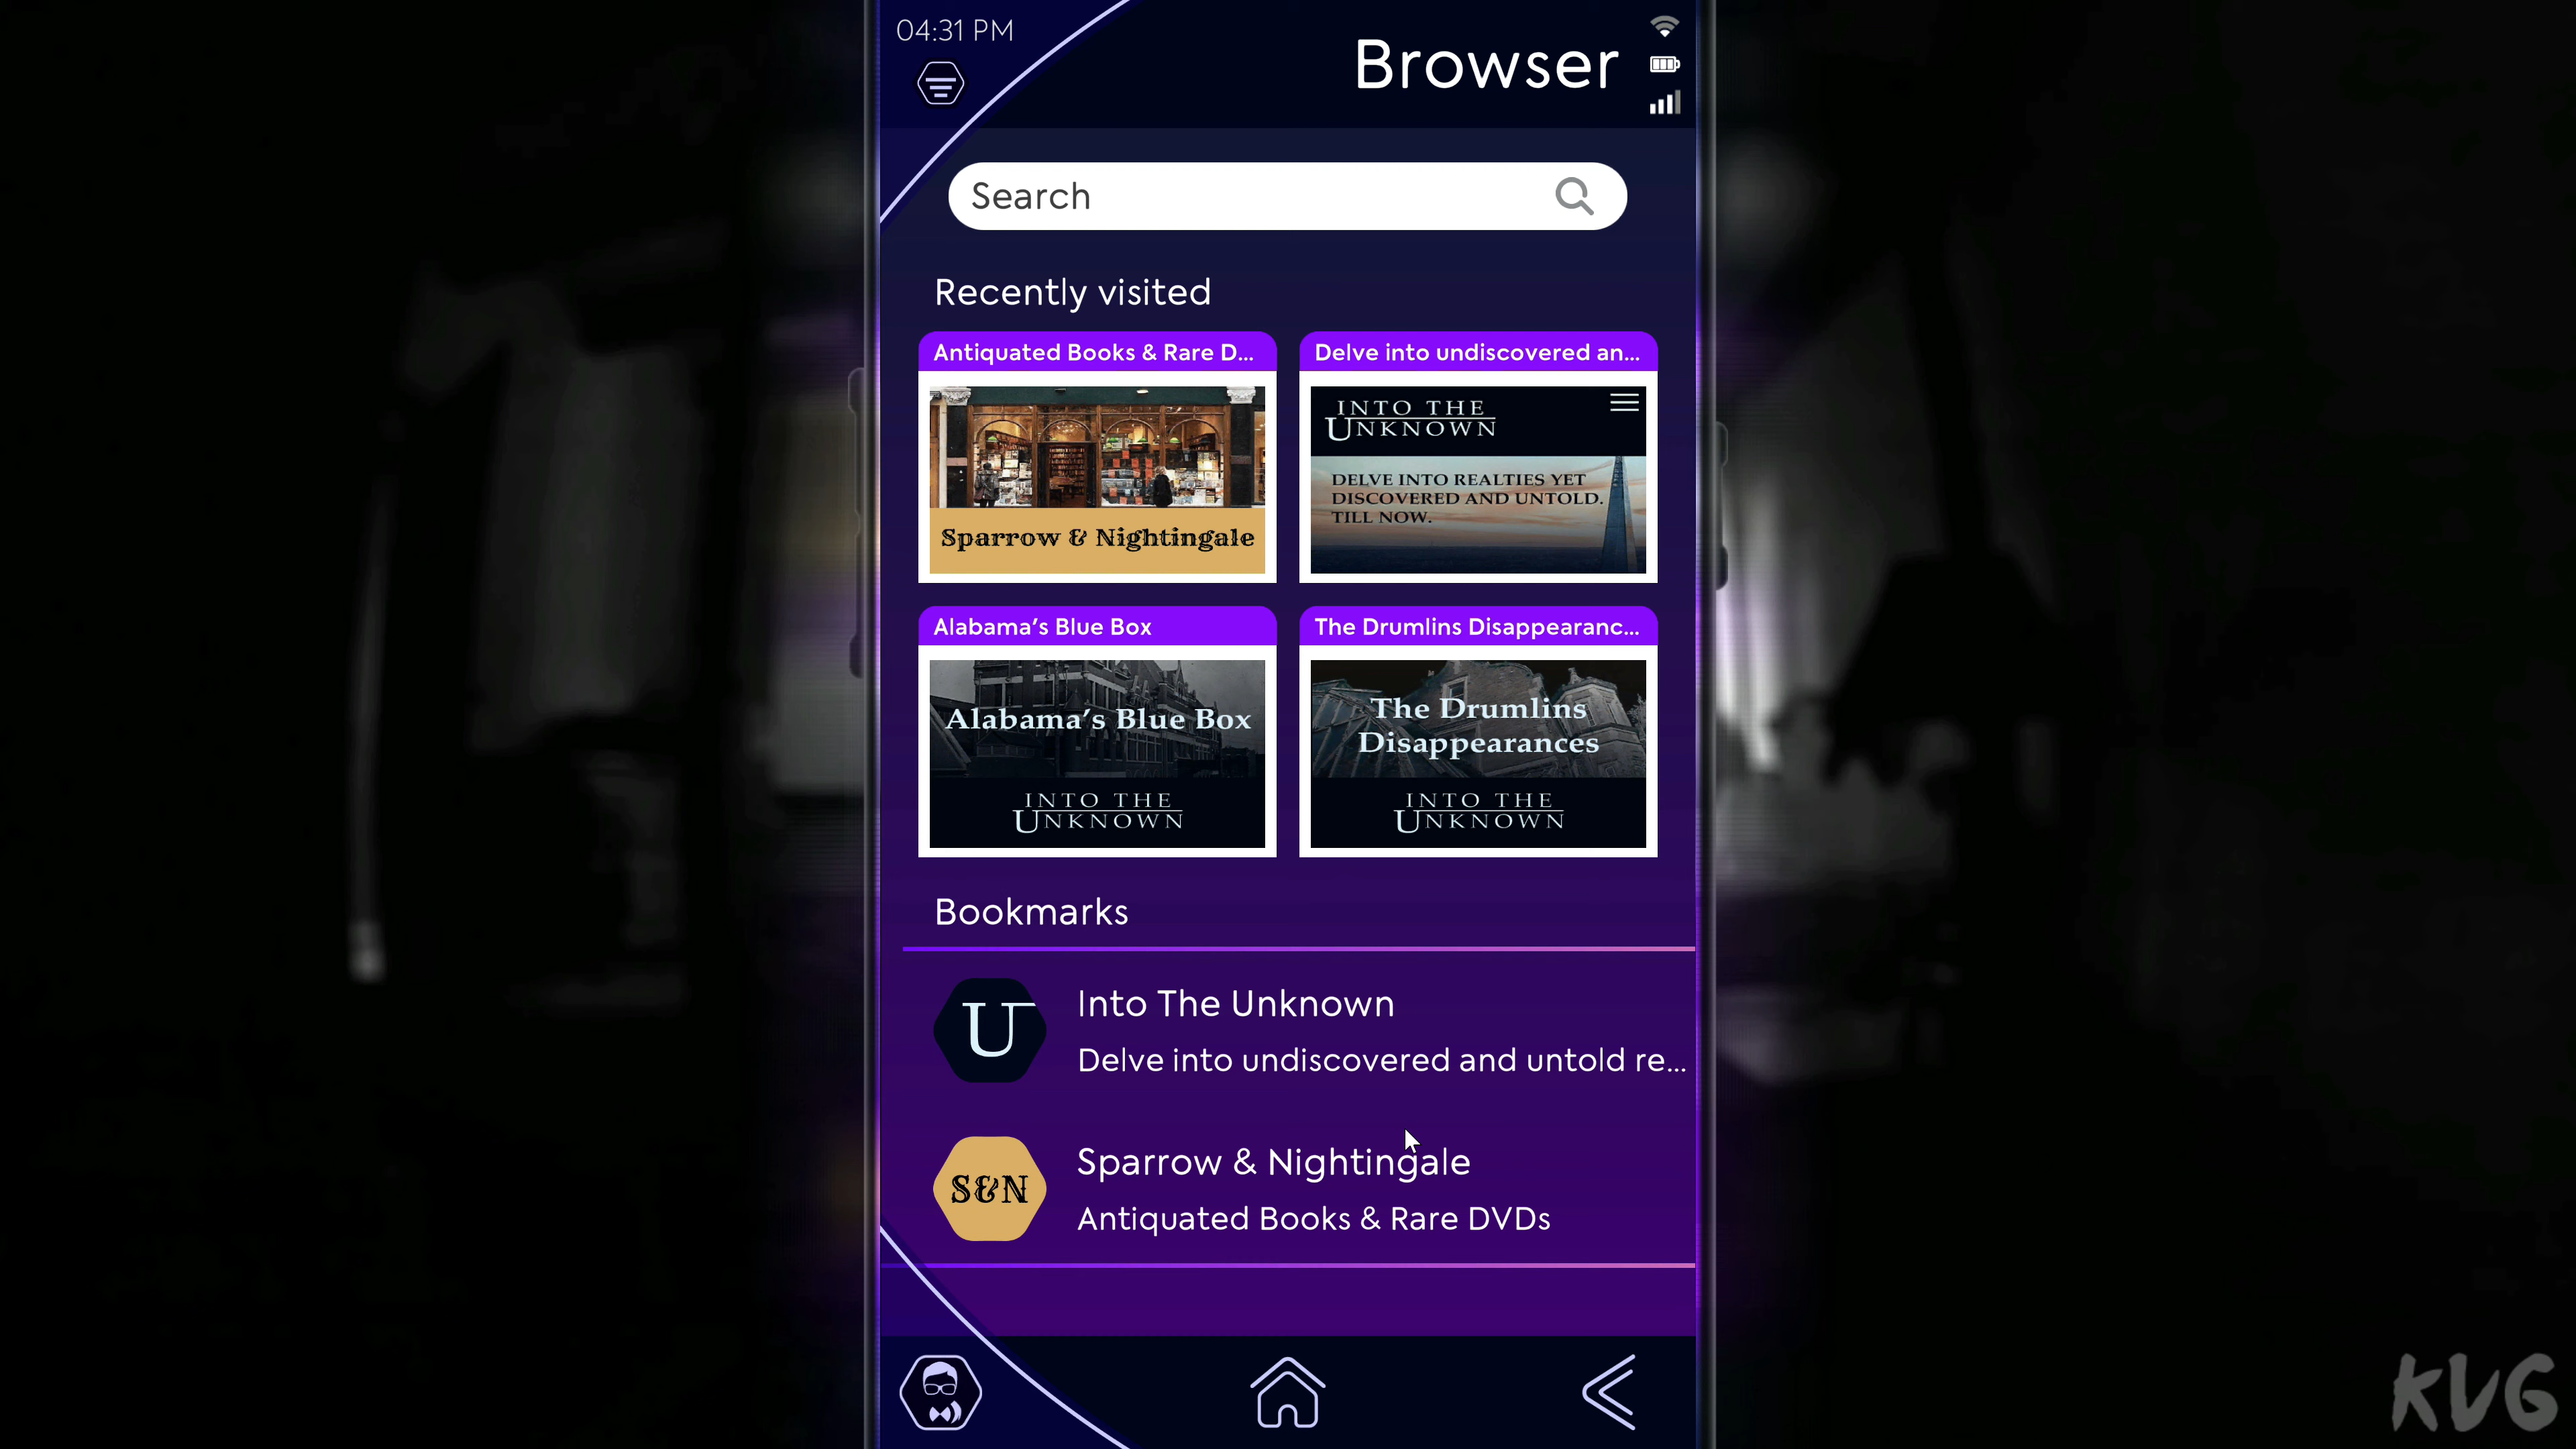 04:31 PM
Browser
Search
Recently visited
Antiquated Books & Rare D...
Sparrow & Nightingale
Delve into undiscovered an...
INTO THE
UNKNOWN
DELVE INTO REALTIES YET
DISCOVERED AND UNTOLD.
TILL NOW.
Alabama's Blue Box
Alabama's Blue Box
INTO THE
UNKNOWN
The Drumlins Disappearanc...
The Drumlins
Disappearances
INTO THE
UNKNOWN
Bookmarks
U
Into The Unknown
Delve into undiscovered and untold re...
S&N
Sparrow & Nightingale
Antiquated Books & Rare DVDs
KVG